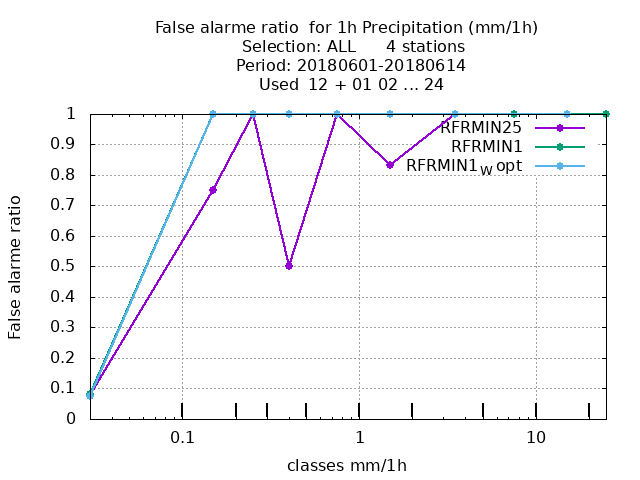 False alarme ratio  for 1h Precipitation (mm/1h)
Selection: ALL      4 stations
Period: 20180601-20180614
Used  12 + 01 02 ... 24
RFRMIN25
RFRMIN1
RFRMIN1w opt
1
0.9
0.8
0.7
0.6
0.5
0.4
0.3
0.2
0.1
0
False alarme ratio
0.1 1 10
classes mm/1h